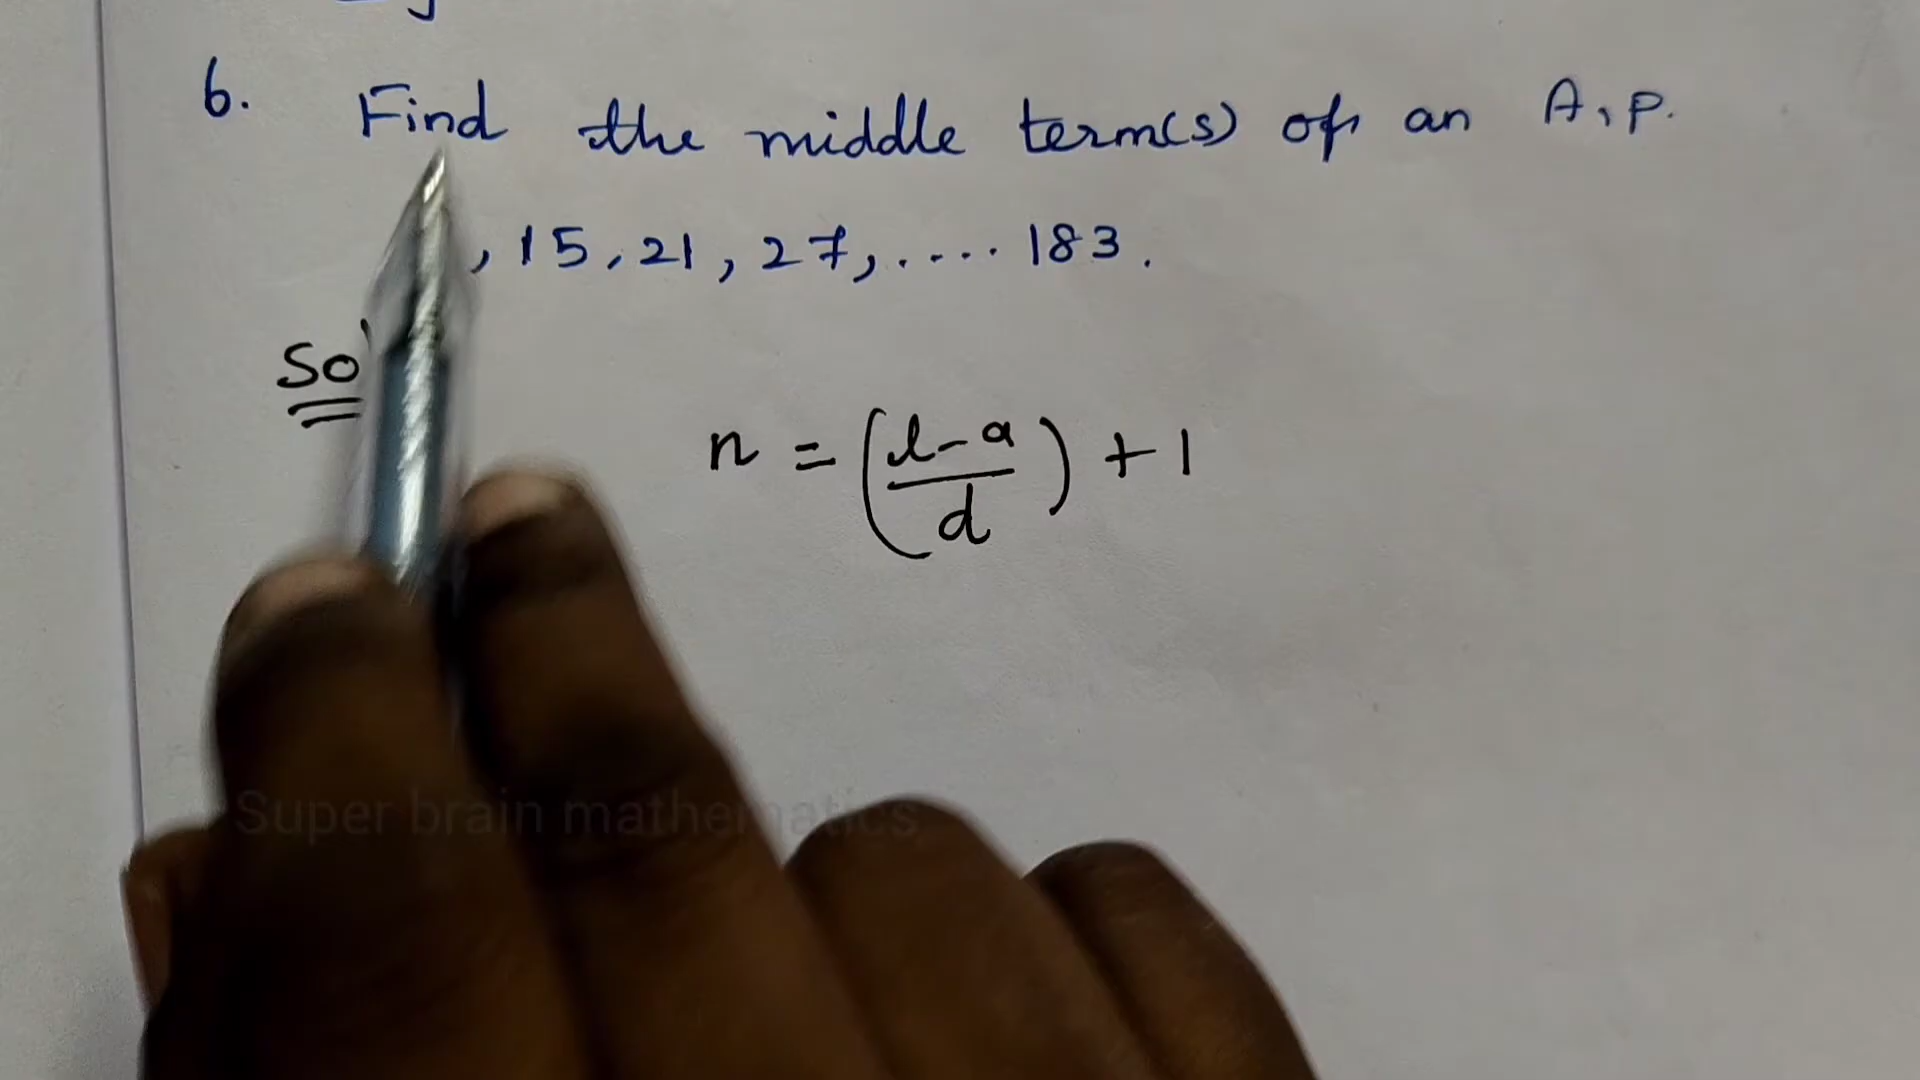 6. Find the middle term(s) of an A.P.
, 15, 21, 27, .... 183.
So
n = (l-a/d) + 1
Super brain mathematics